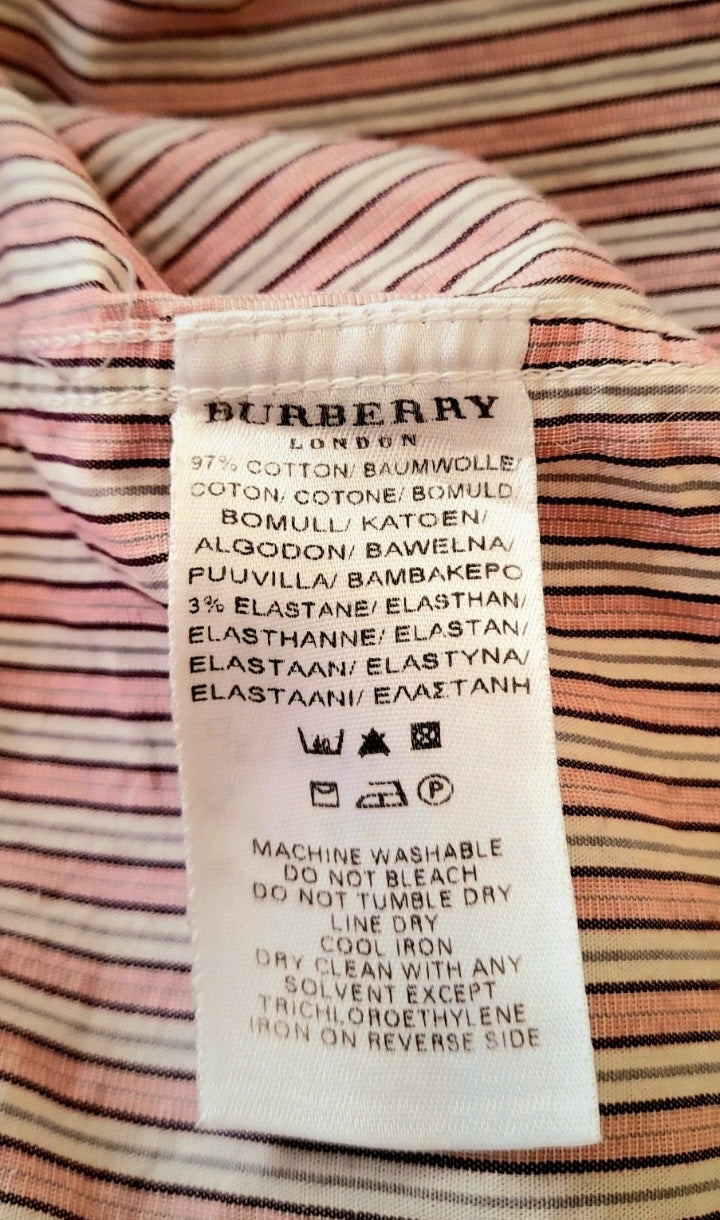 BURBERRY
LONDON
97% COTTON/ BAUMWOLLE/
COTON/ COTONE/ BOMULD
BOMULL/ KATOEN/
ALGODON/ BAWELNA/
PUUVILLA/ BAMBAKEPO
3% ELASTANE/ ELASTHAN/
ELASTHANNE/ ELASTAN/
ELASTAAN/ ELASTYNA/
ELASTAANI/ ΕΛΑΣΤΑΝΗ
P
MACHINE WASHABLE
DO NOT BLEACH
DO NOT TUMBLE DRY
LINE DRY
COOL IRON
DRY CLEAN WITH ANY
SOLVENT EXCEPT
TRICHLOROETHYLENE
IRON ON REVERSE SIDE